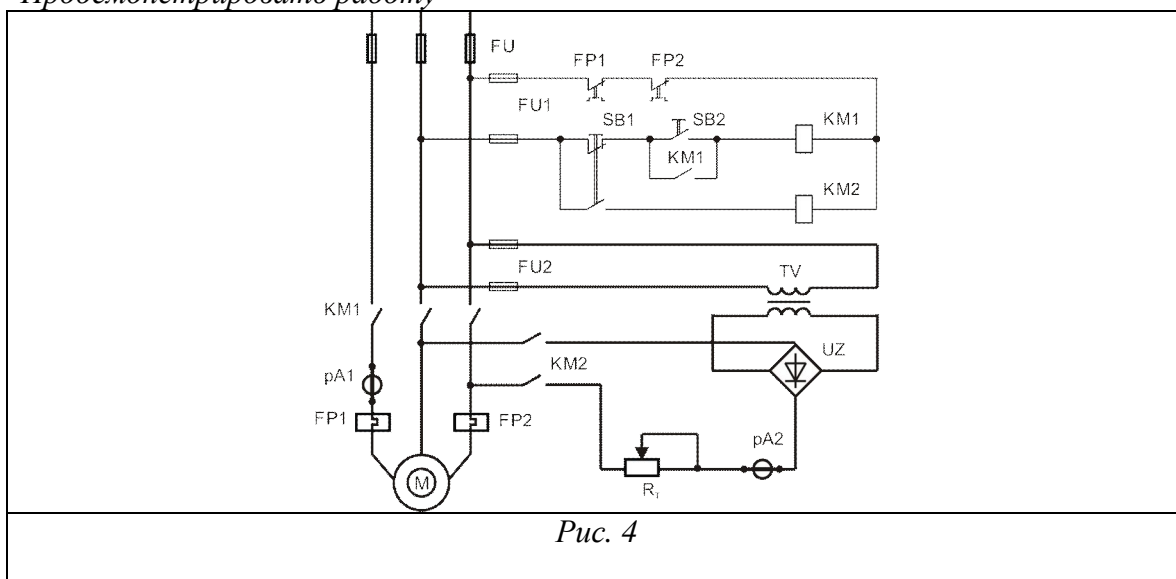 Продемонстрировать работу
FU
FP1 FP2
FU1
SB1 SB2 KM1
KM1
KM2
FU2 TV
KM1
UZ
KM2
pA1
FP1 FP2
pA2
M
Rт
Рис. 4